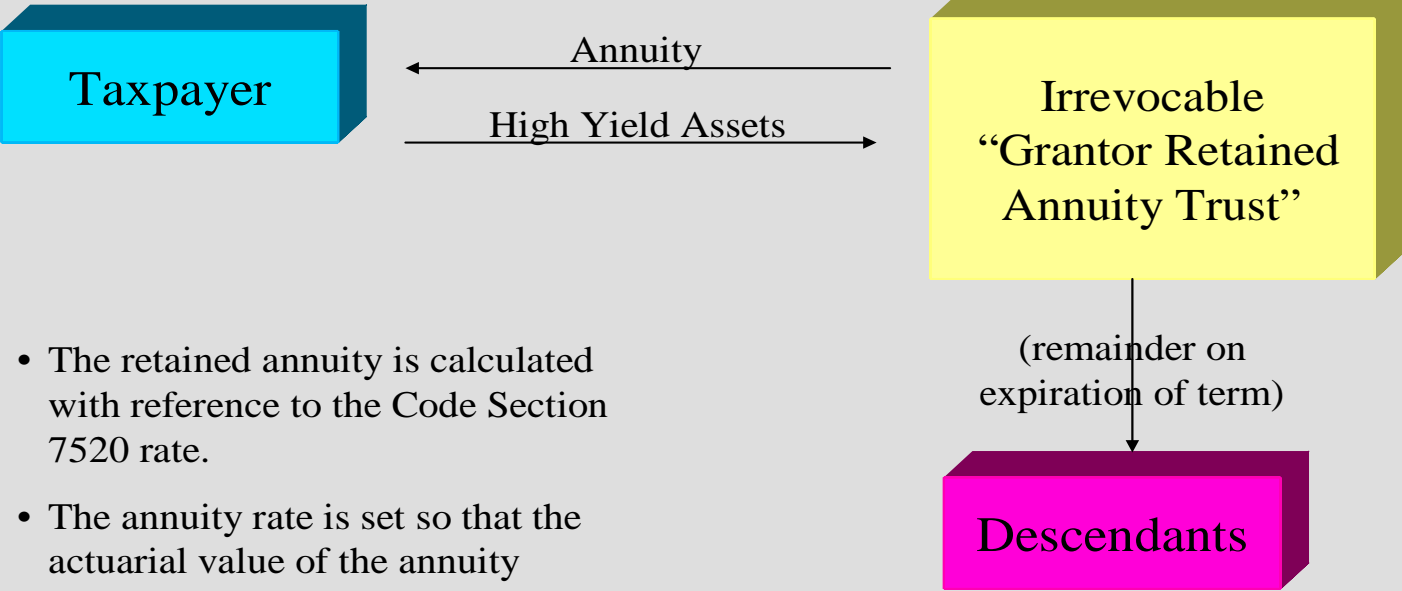 Taxpayer
Annuity
High Yield Assets
Irrevocable
“Grantor Retained
Annuity Trust”
(remainder on
expiration of term)
Descendants
• The retained annuity is calculated
with reference to the Code Section
7520 rate.
• The annuity rate is set so that the
actuarial value of the annuity